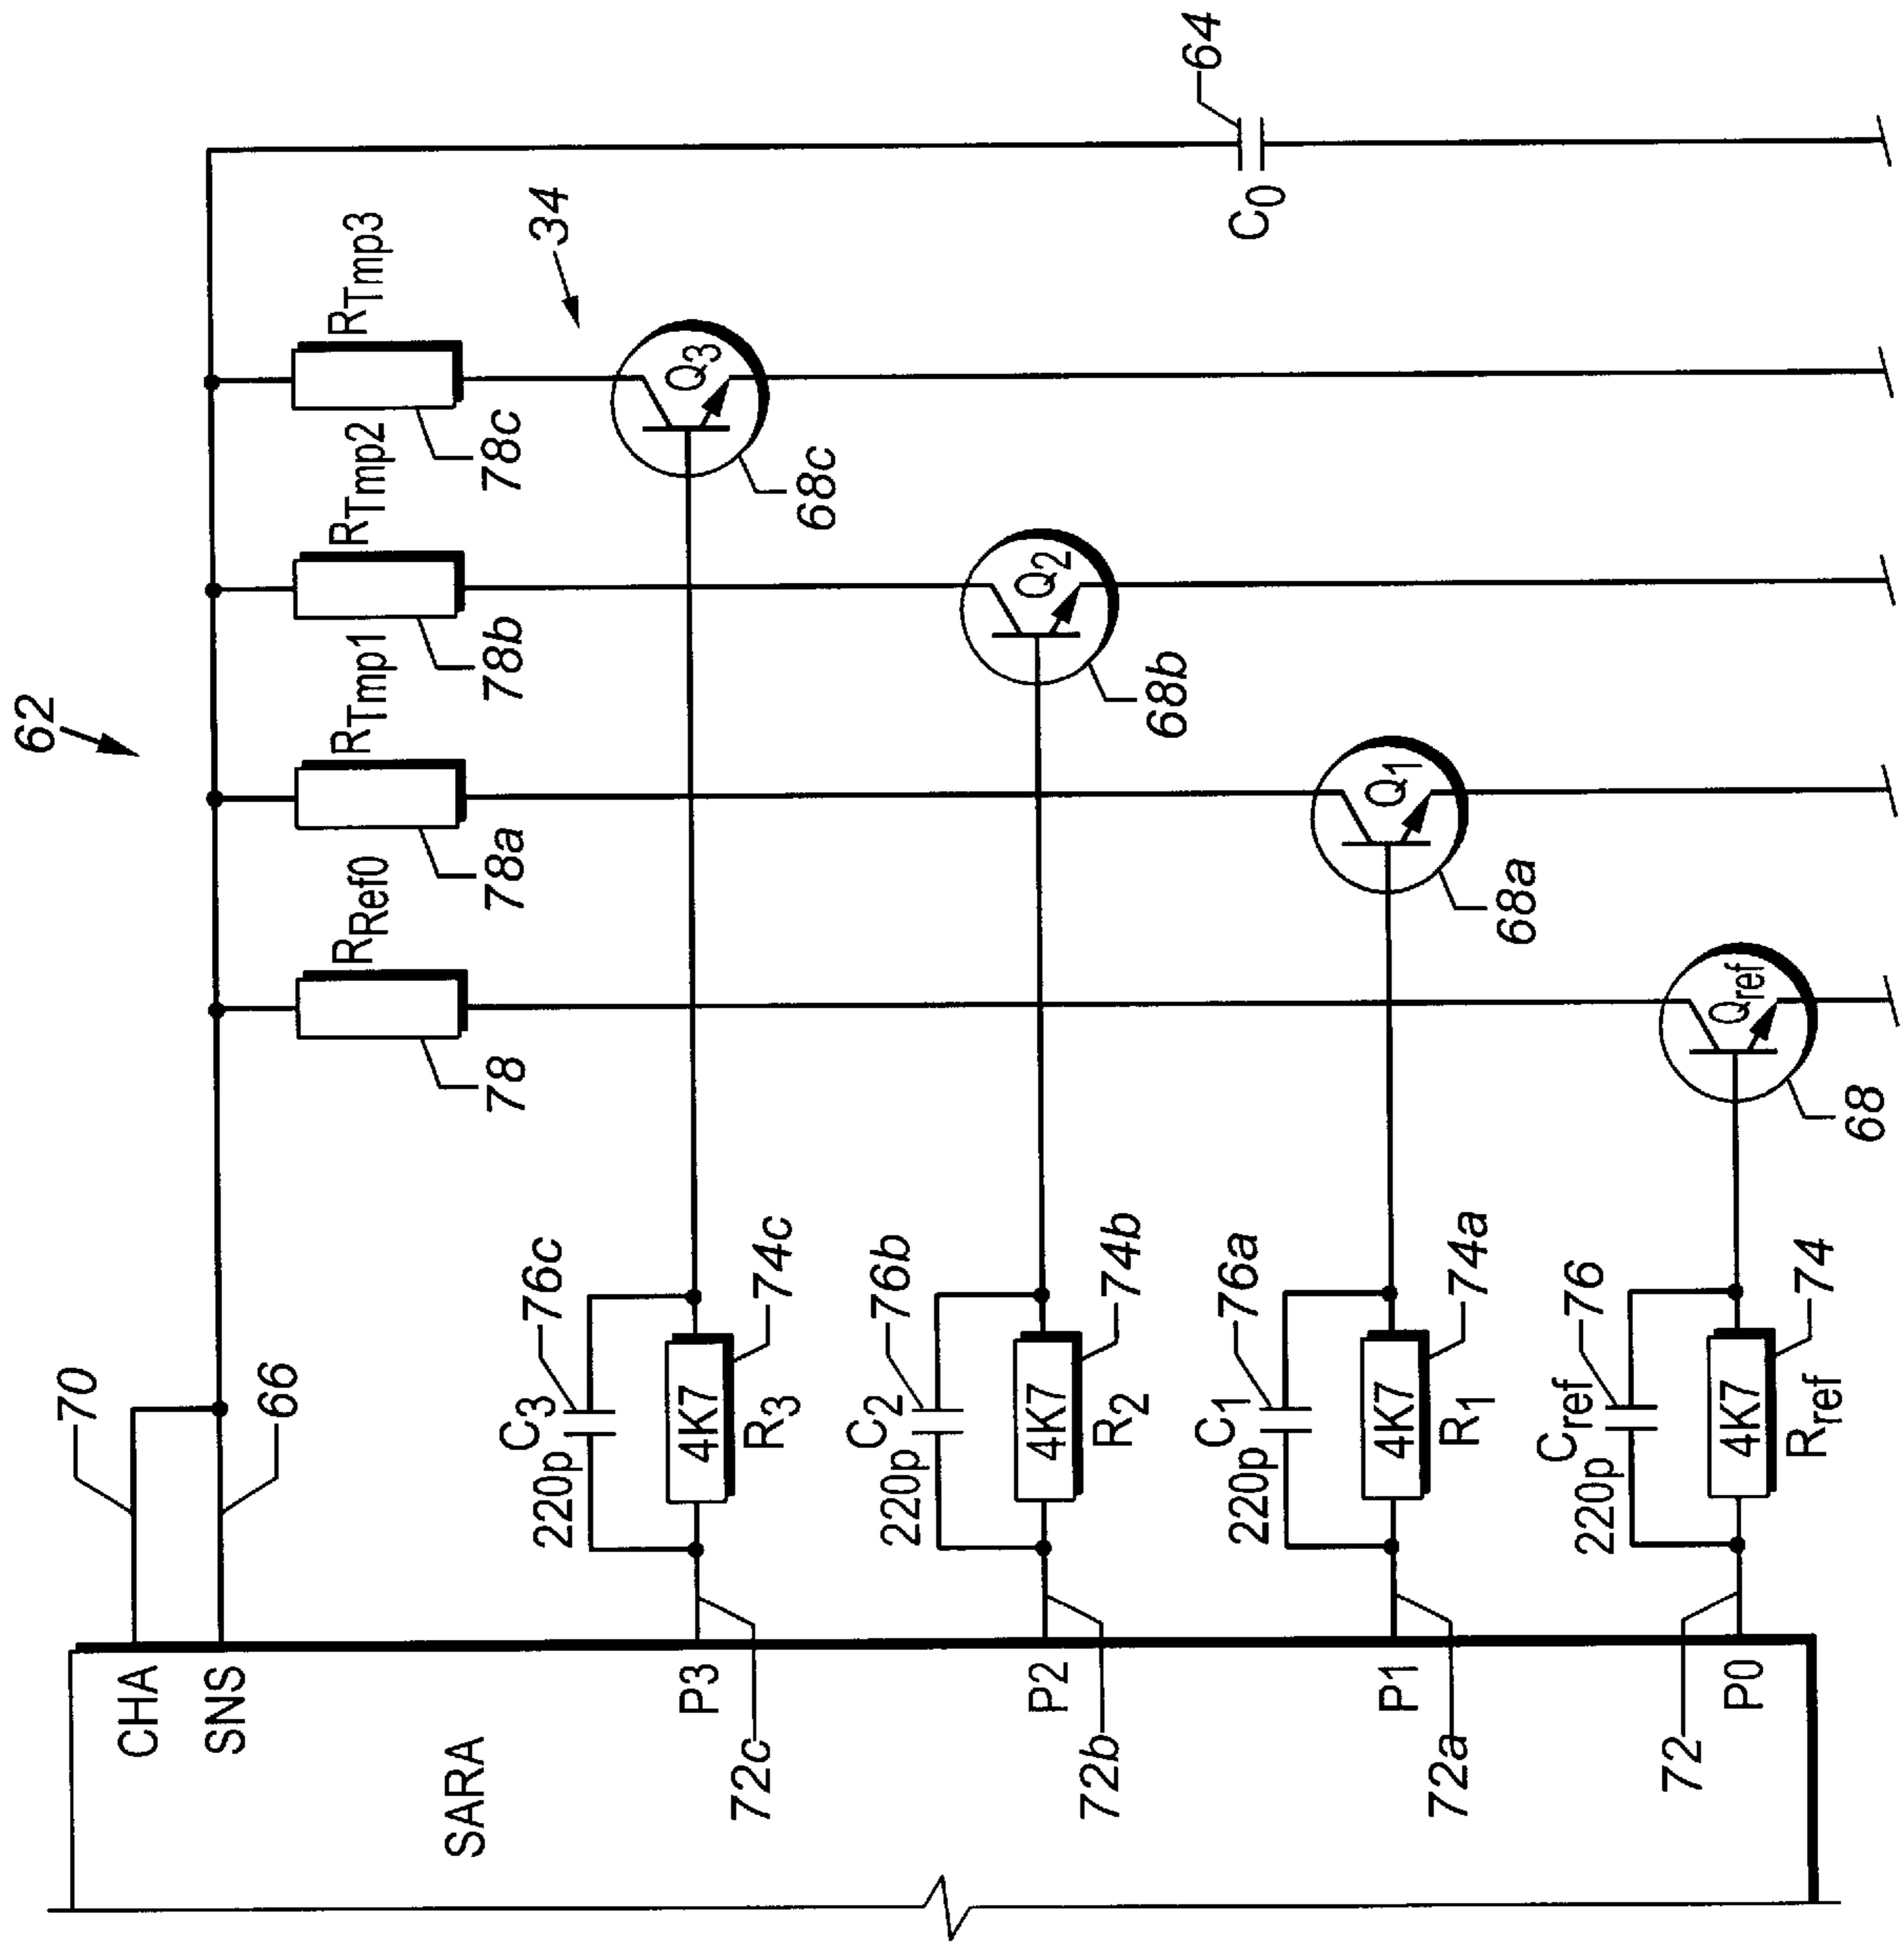 62
70
66
CHA
SNS
SARA
P3
P2
P1
P0
72c
72b
72a
72
C3
220p
76c
4K7
R3
74c
C2
220p
76b
4K7
R2
74b
C1
220p
76a
4K7
R1
74a
Cref
220p
76
4K7
Rref
74
RRef0
78
RTmp1
78a
RTmp2
78b
RTmp3
78c
34
Q3
68c
Q2
68b
Q1
68a
Qref
68
64
C0